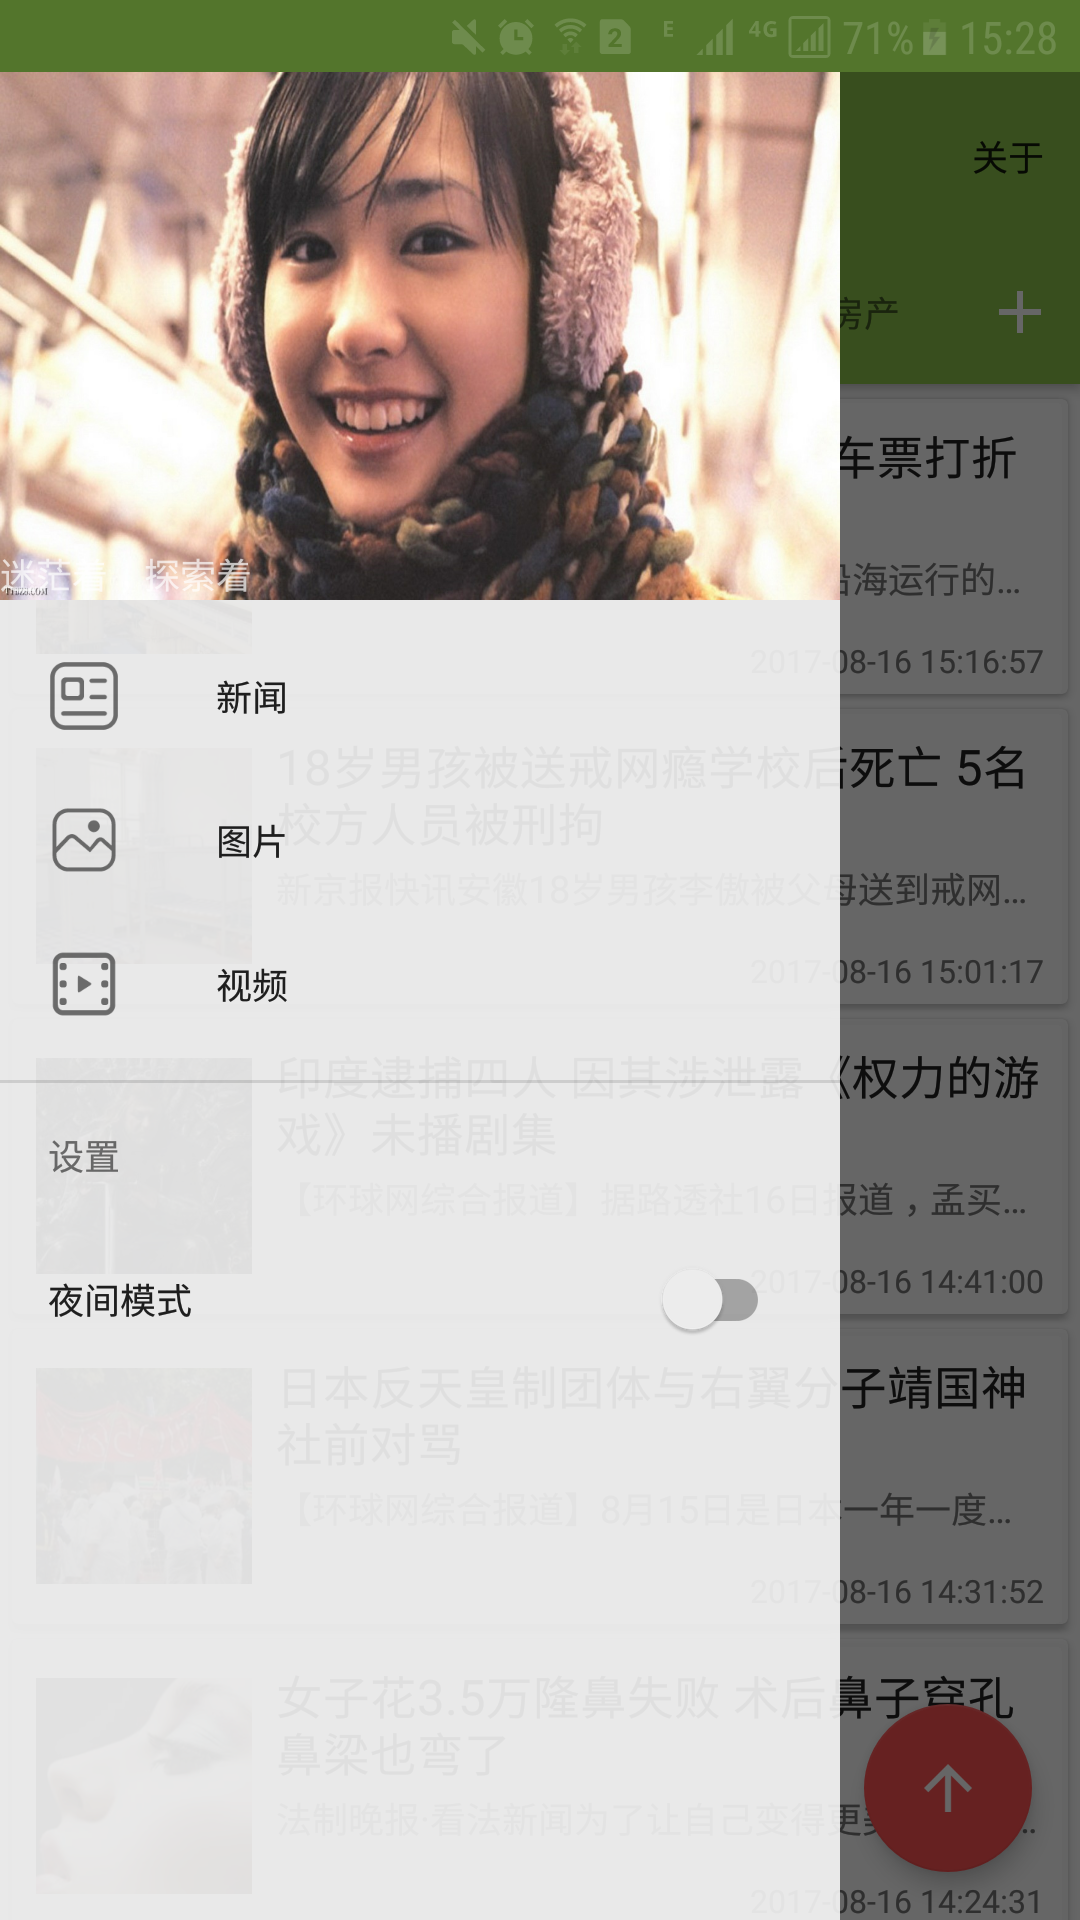 2 E 4G 71% 15:28
关于
房产
车票打折
沿海运行的...
2017-08-16 15:16:57
迷茫着，探索着
新闻
18岁男孩被送戒网瘾学校后死亡 5名
校方人员被刑拘
图片
新京报快讯安徽18岁男孩李傲被父母送到戒网...
2017-08-16 15:01:17
视频
印度逮捕四人 因其涉泄露《权力的游
戏》未播剧集
设置
【环球网综合报道】据路透社16日报道，孟买...
2017-08-16 14:41:00
夜间模式
日本反天皇制团体与右翼分子靖国神
社前对骂
【环球网综合报道】8月15日是日本一年一度...
2017-08-16 14:31:52
女子花3.5万隆鼻失败 术后鼻子穿孔
鼻梁也弯了
法制晚报·看法新闻为了让自己变得更美
2017-08-16 14:24:31